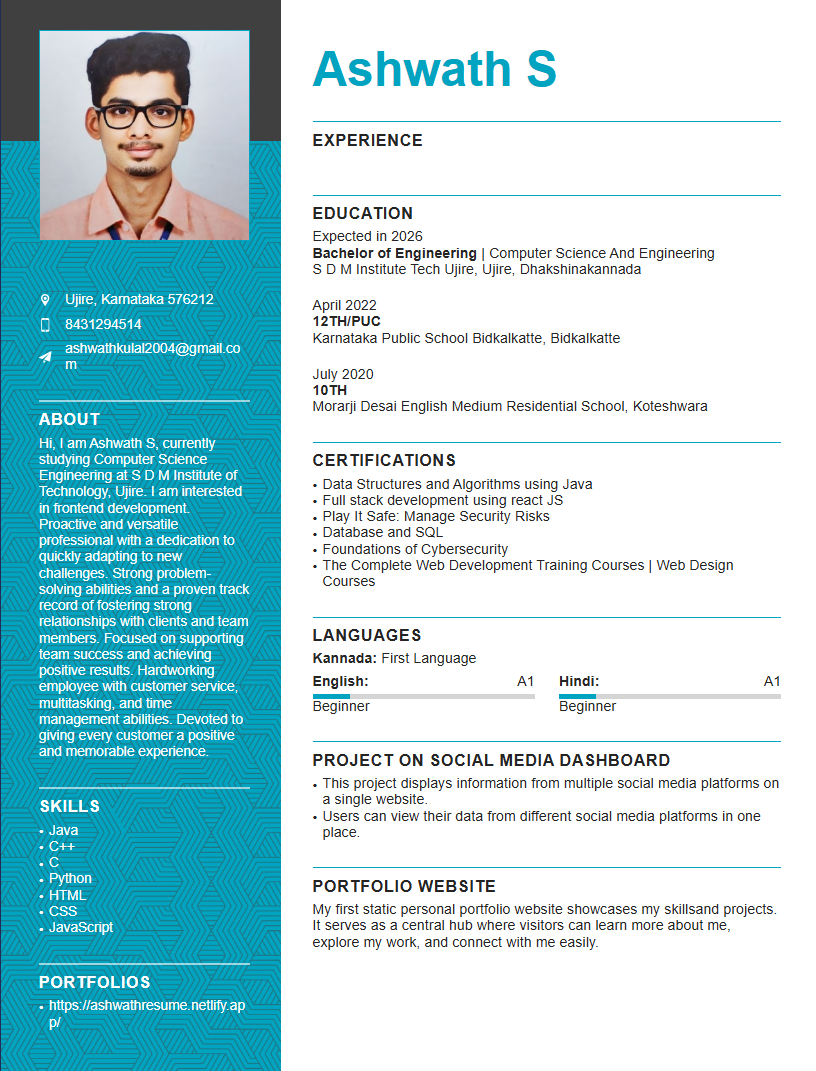 Ashwath S
Ujire, Karnataka 576212
8431294514
ashwathkulal2004@gmail.co
m
ABOUT
Hi, I am Ashwath S, currently
studying Computer Science
Engineering at S D M Institute of
Technology, Ujire. I am interested
in frontend development.
Proactive and versatile
professional with a dedication to
quickly adapting to new
challenges. Strong problem-
solving abilities and a proven track
record of fostering strong
relationships with clients and team
members. Focused on supporting
team success and achieving
positive results. Hardworking
employee with customer service,
multitasking, and time
management abilities. Devoted to
giving every customer a positive
and memorable experience.
SKILLS
• Java
• C++
• C
• Python
• HTML
• CSS
• JavaScript
PORTFOLIOS
• https://ashwathresume.netlify.ap
p/
EXPERIENCE
EDUCATION
Expected in 2026
Bachelor of Engineering | Computer Science And Engineering
S D M Institute Tech Ujire, Ujire, Dhakshinakannada
April 2022
12TH/PUC
Karnataka Public School Bidkalkatte, Bidkalkatte
July 2020
10TH
Morarji Desai English Medium Residential School, Koteshwara
CERTIFICATIONS
• Data Structures and Algorithms using Java
• Full stack development using react JS
• Play It Safe: Manage Security Risks
• Database and SQL
• Foundations of Cybersecurity
• The Complete Web Development Training Courses | Web Design
Courses
LANGUAGES
Kannada: First Language
English: A1
Beginner
Hindi: A1
Beginner
PROJECT ON SOCIAL MEDIA DASHBOARD
• This project displays information from multiple social media platforms on
a single website.
• Users can view their data from different social media platforms in one
place.
PORTFOLIO WEBSITE
My first static personal portfolio website showcases my skillsand projects.
It serves as a central hub where visitors can learn more about me,
explore my work, and connect with me easily.